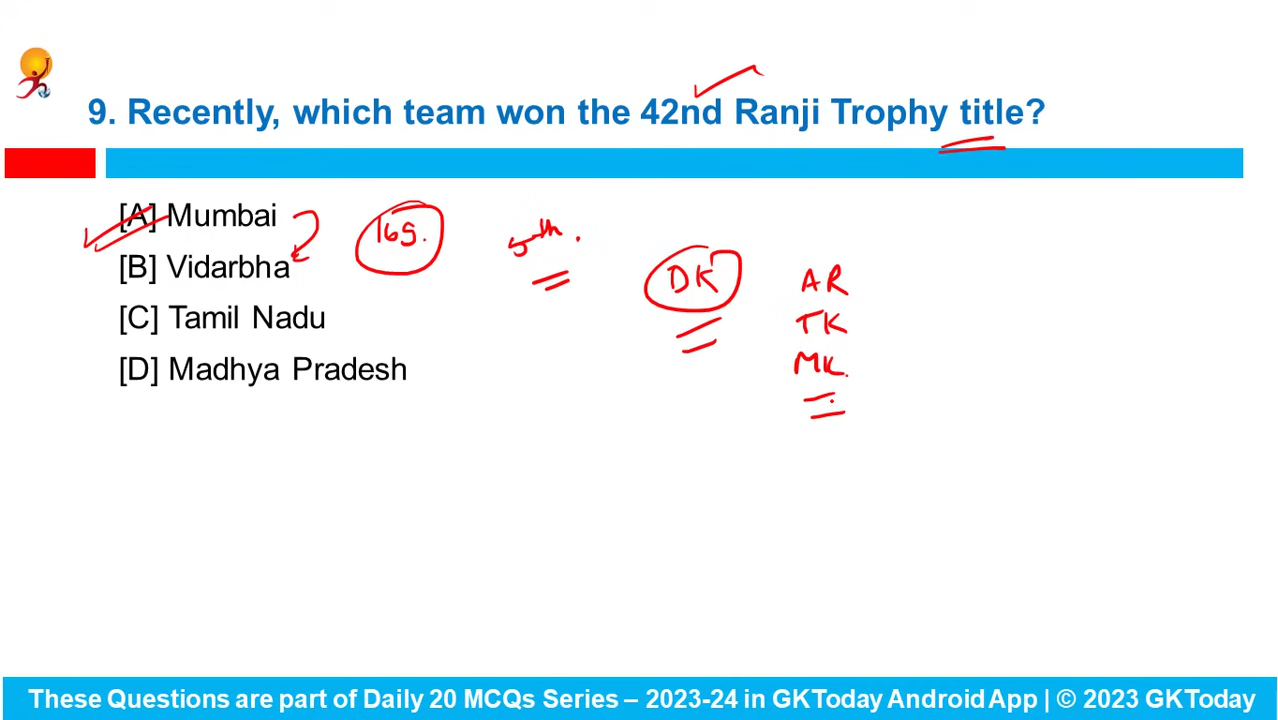 9. Recently, which team won the 42nd Ranji Trophy title?
[A] Mumbai
[B] Vidarbha
[C] Tamil Nadu
[D] Madhya Pradesh
169.
5th.
DK
AR
TK
MK.
These Questions are part of Daily 20 MCQs Series – 2023-24 in GKToday Android App | © 2023 GKToday